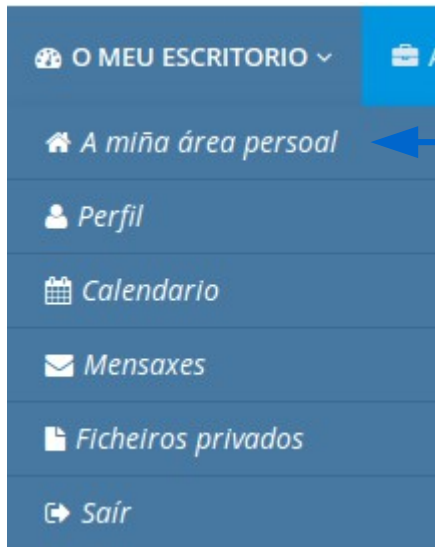 O MEU ESCRITORIO A
A miña área persoal
Perfil
Calendario
Mensaxes
Ficheiros privados
Saír